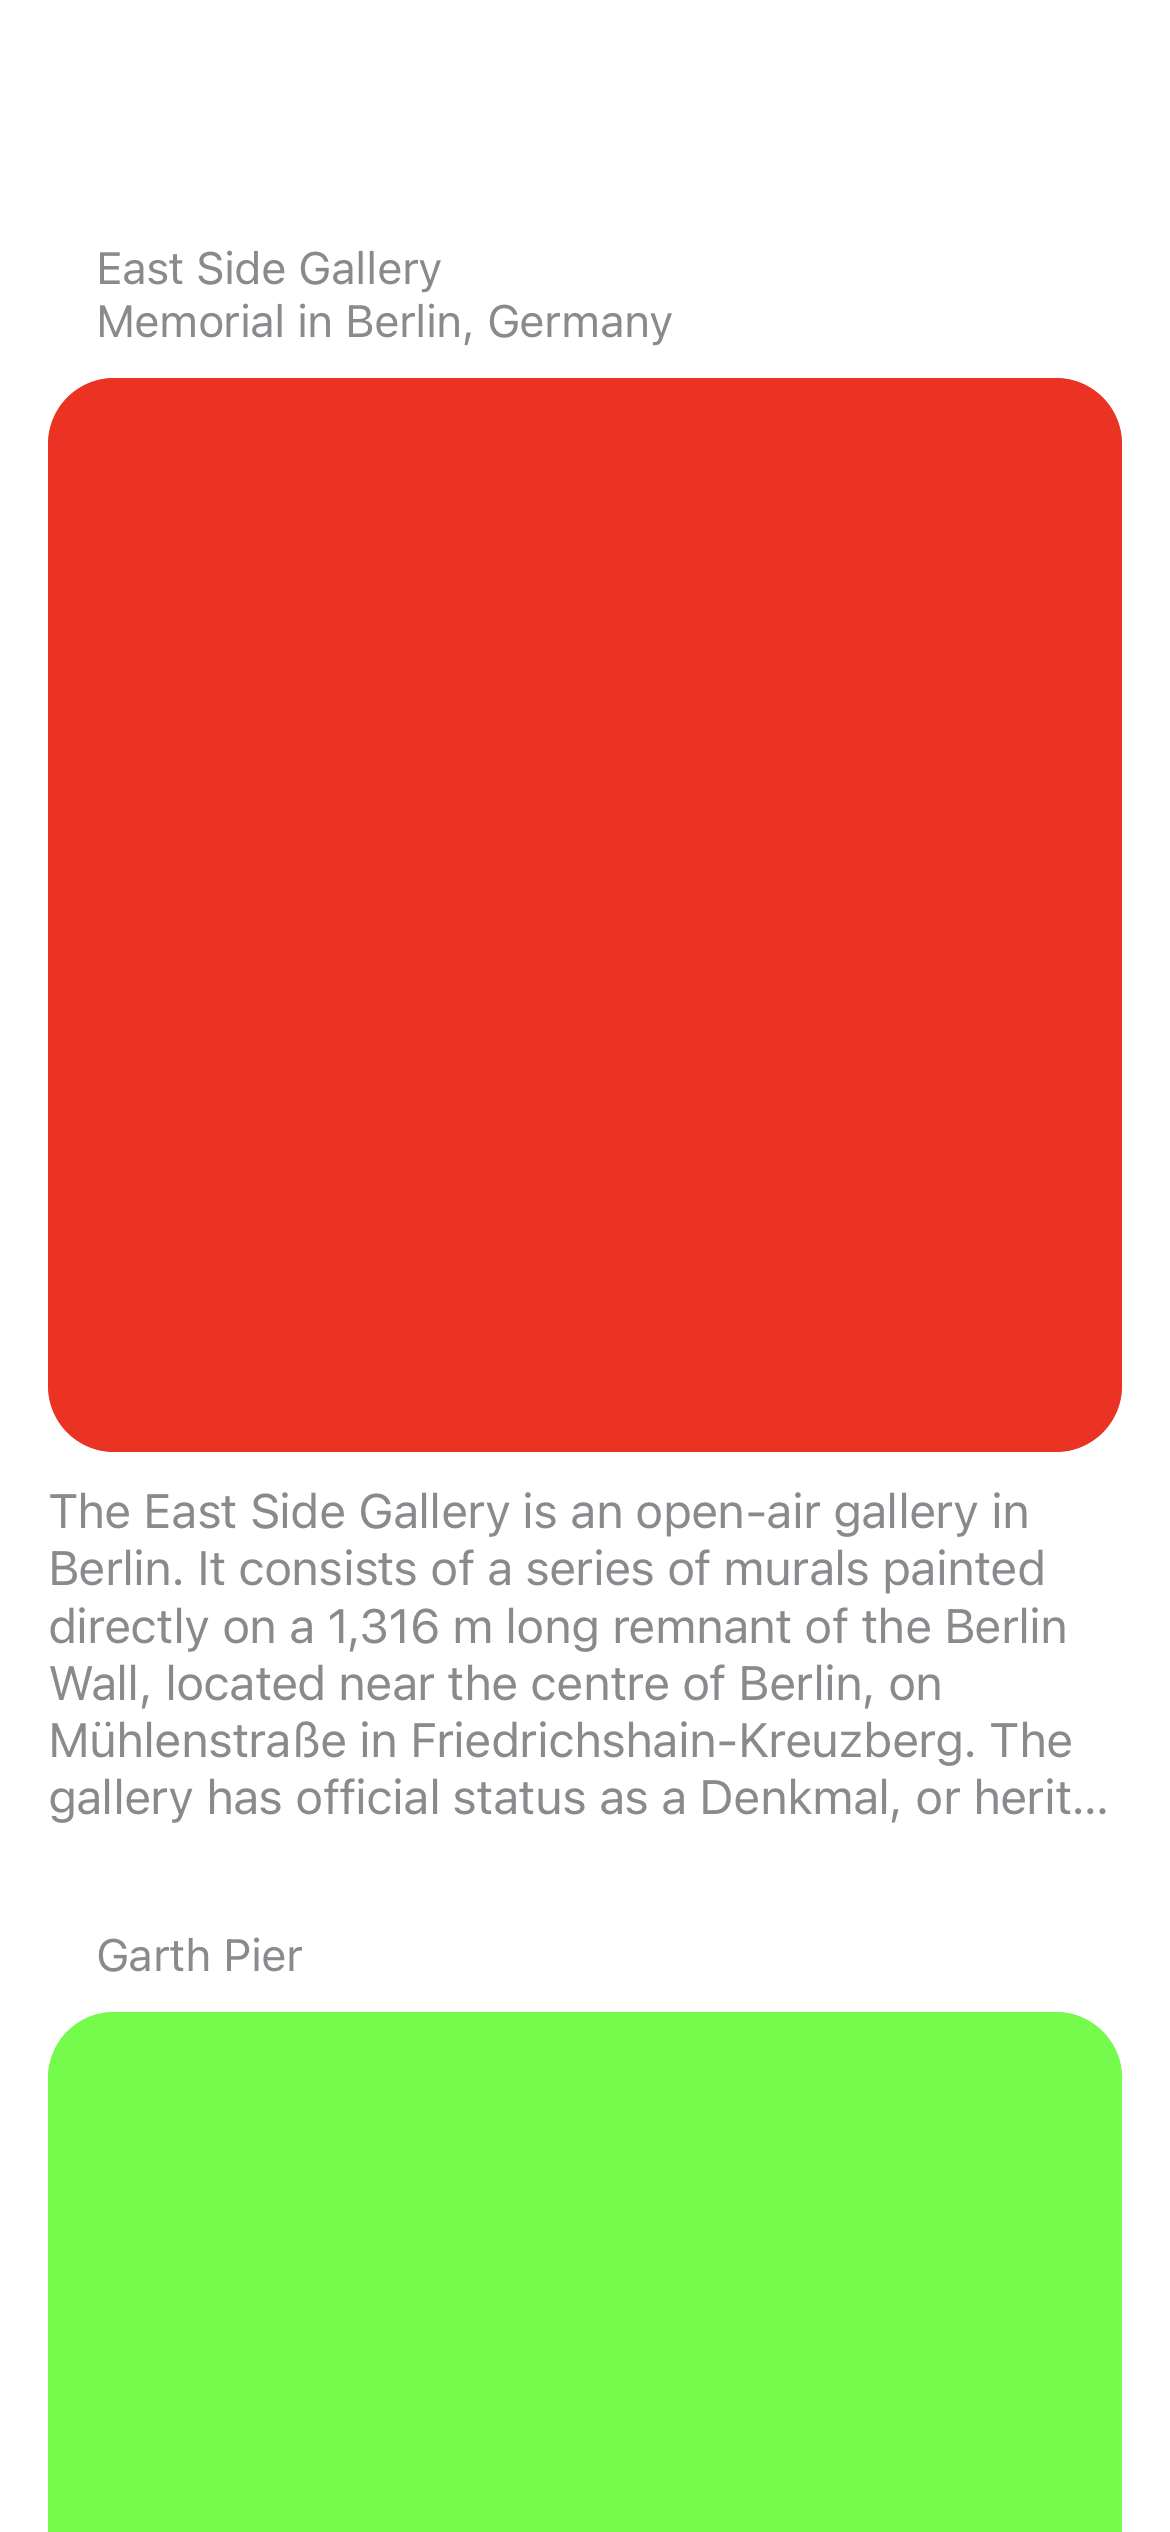 East Side Gallery
Memorial in Berlin, Germany
The East Side Gallery is an open-air gallery in
Berlin. It consists of a series of murals painted
directly on a 1,316 m long remnant of the Berlin
Wall, located near the centre of Berlin, on
Mühlenstraße in Friedrichshain-Kreuzberg. The
gallery has official status as a Denkmal, or herit...
Garth Pier